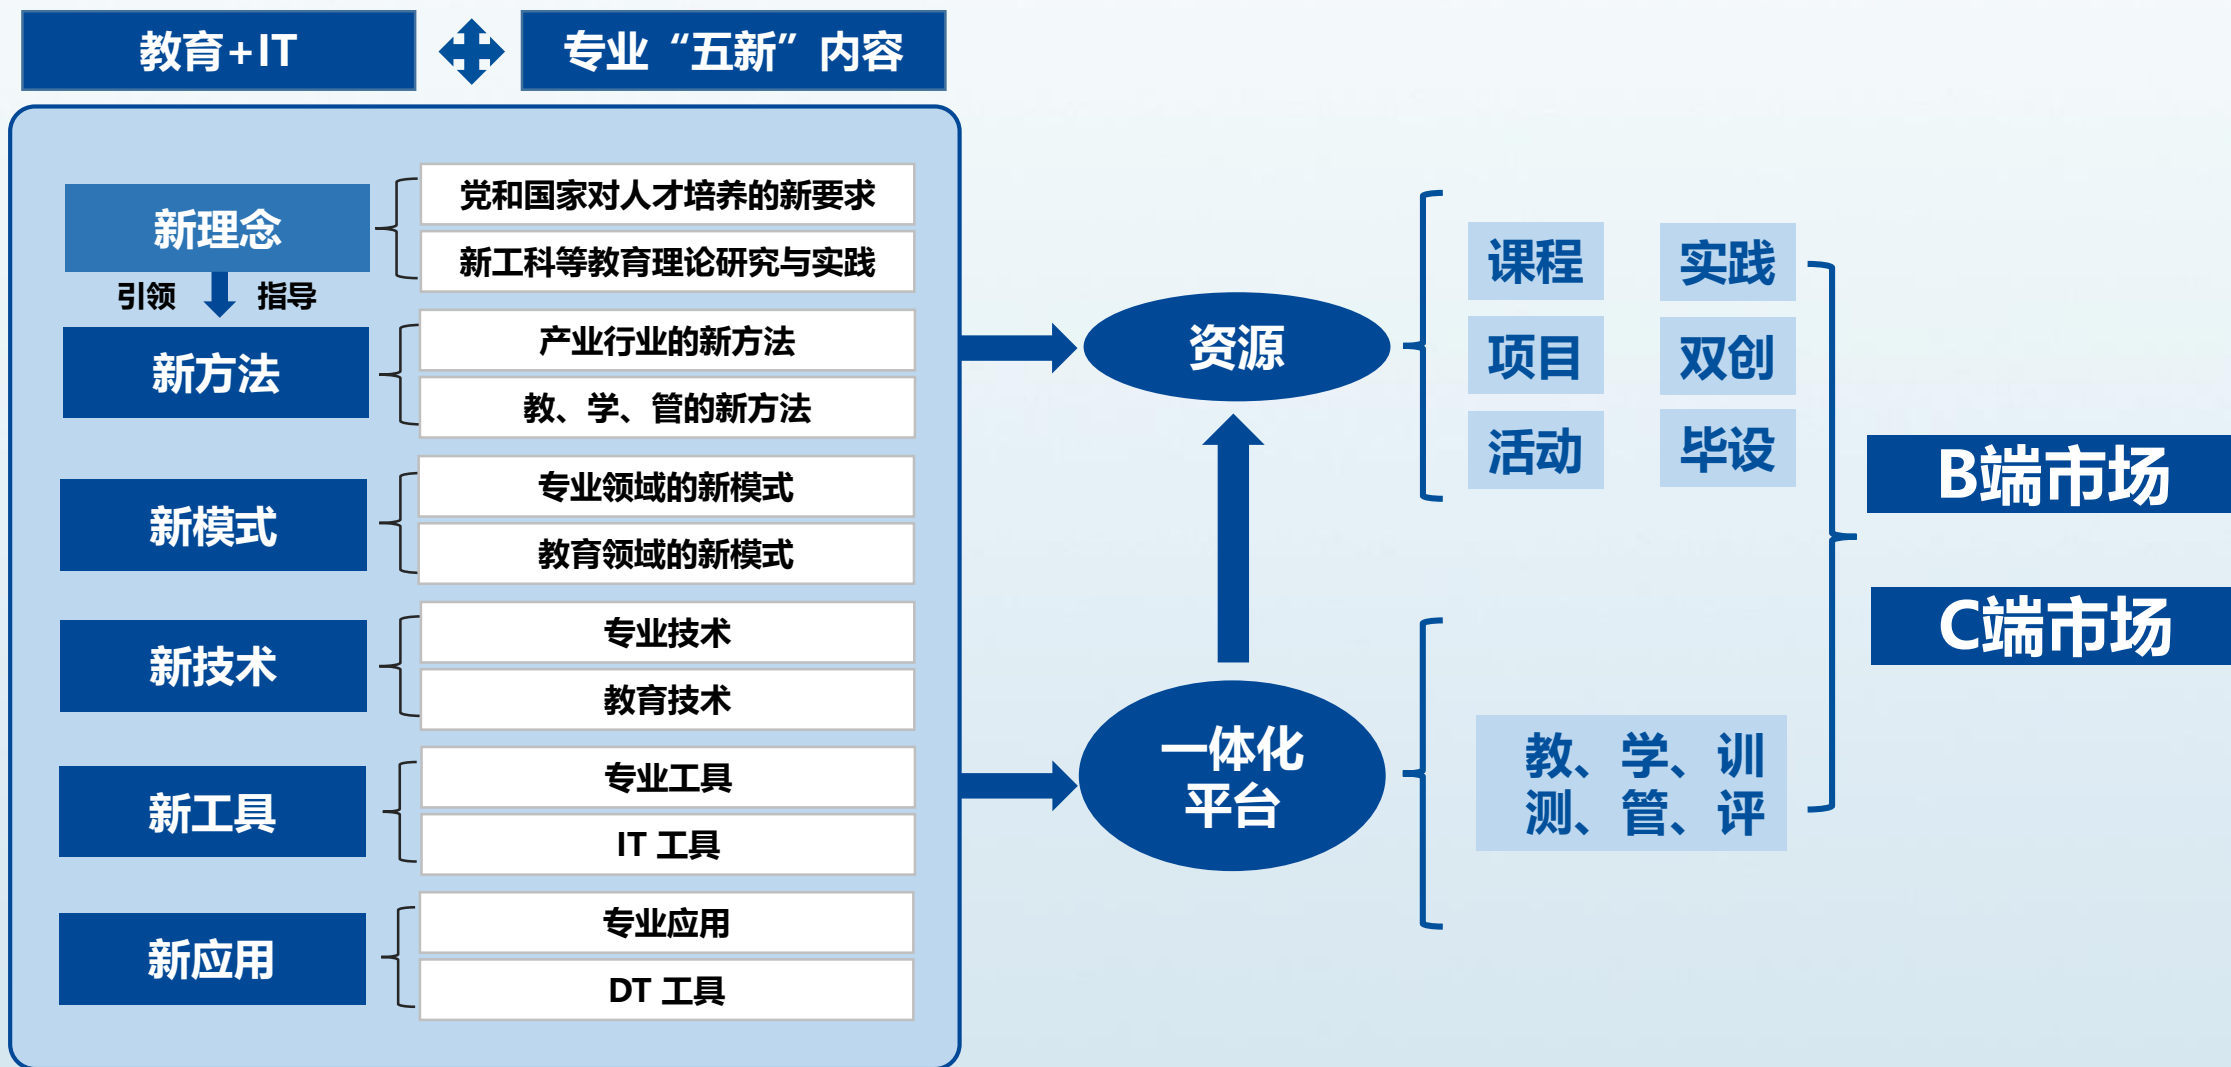 教育+IT
专业“五新”内容
新理念
党和国家对人才培养的新要求
新工科等教育理论研究与实践
引领
指导
新方法
产业行业的新方法
教、学、管的新方法
新模式
专业领域的新模式
教育领域的新模式
新技术
专业技术
教育技术
新工具
专业工具
IT 工具
新应用
专业应用
DT 工具
资源
课程
实践
项目
双创
活动
毕设
一体化
平台
教、学、训
测、管、评
B端市场
C端市场